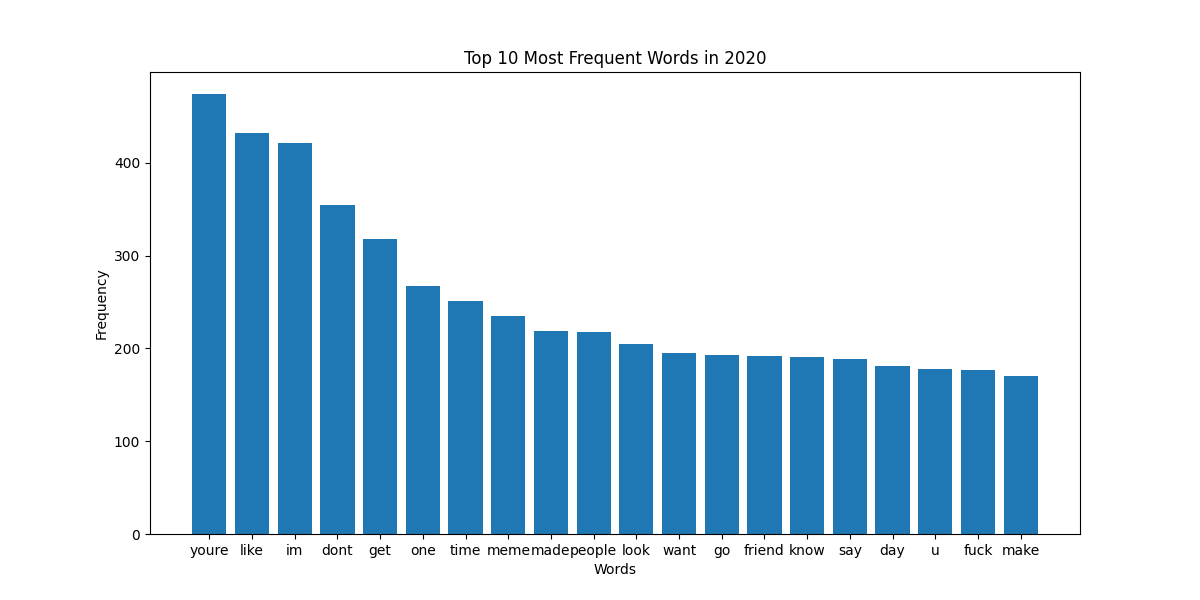 Top 10 Most Frequent Words in 2020
Frequency
400
300
200
100
0
youre like im dont get one time meme made people look want go friend know say day u fuck make
Words